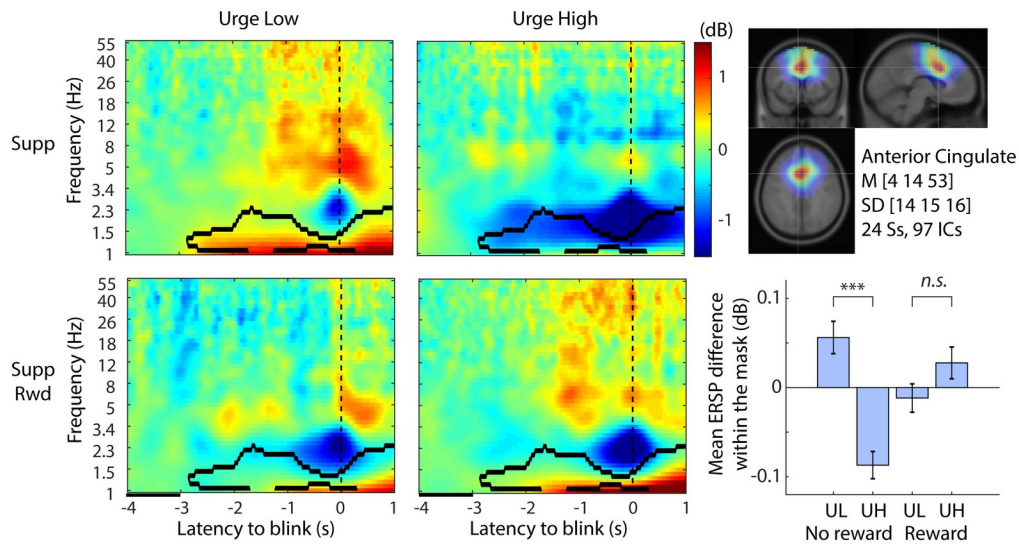 Urge Low
Urge High
(dB)
Supp
Frequency (Hz)
55
40
26
18
12
8
5
3.4
2.3
1.5
1
1
0
-1
Anterior Cingulate
M [4 14 53]
SD [14 15 16]
24 Ss, 97 ICs
Supp
Rwd
Frequency (Hz)
55
40
26
18
12
8
5
3.4
2.3
1.5
1
-4 -3 -2 -1 0 1
Latency to blink (s)
-4 -3 -2 -1 0 1
Latency to blink (s)
Mean ERSP difference
within the mask (dB)
0.1
0
-0.1
***
n.s.
UL UH UL UH
No reward Reward